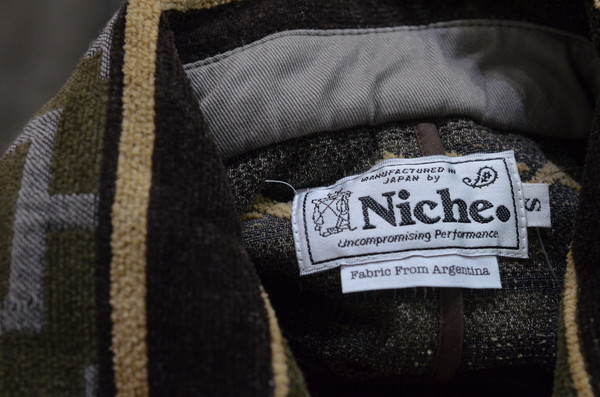 MANUFACTURED IN
JAPAN by
Niche.
Uncompromising Performance
S
Fabric From Argentina